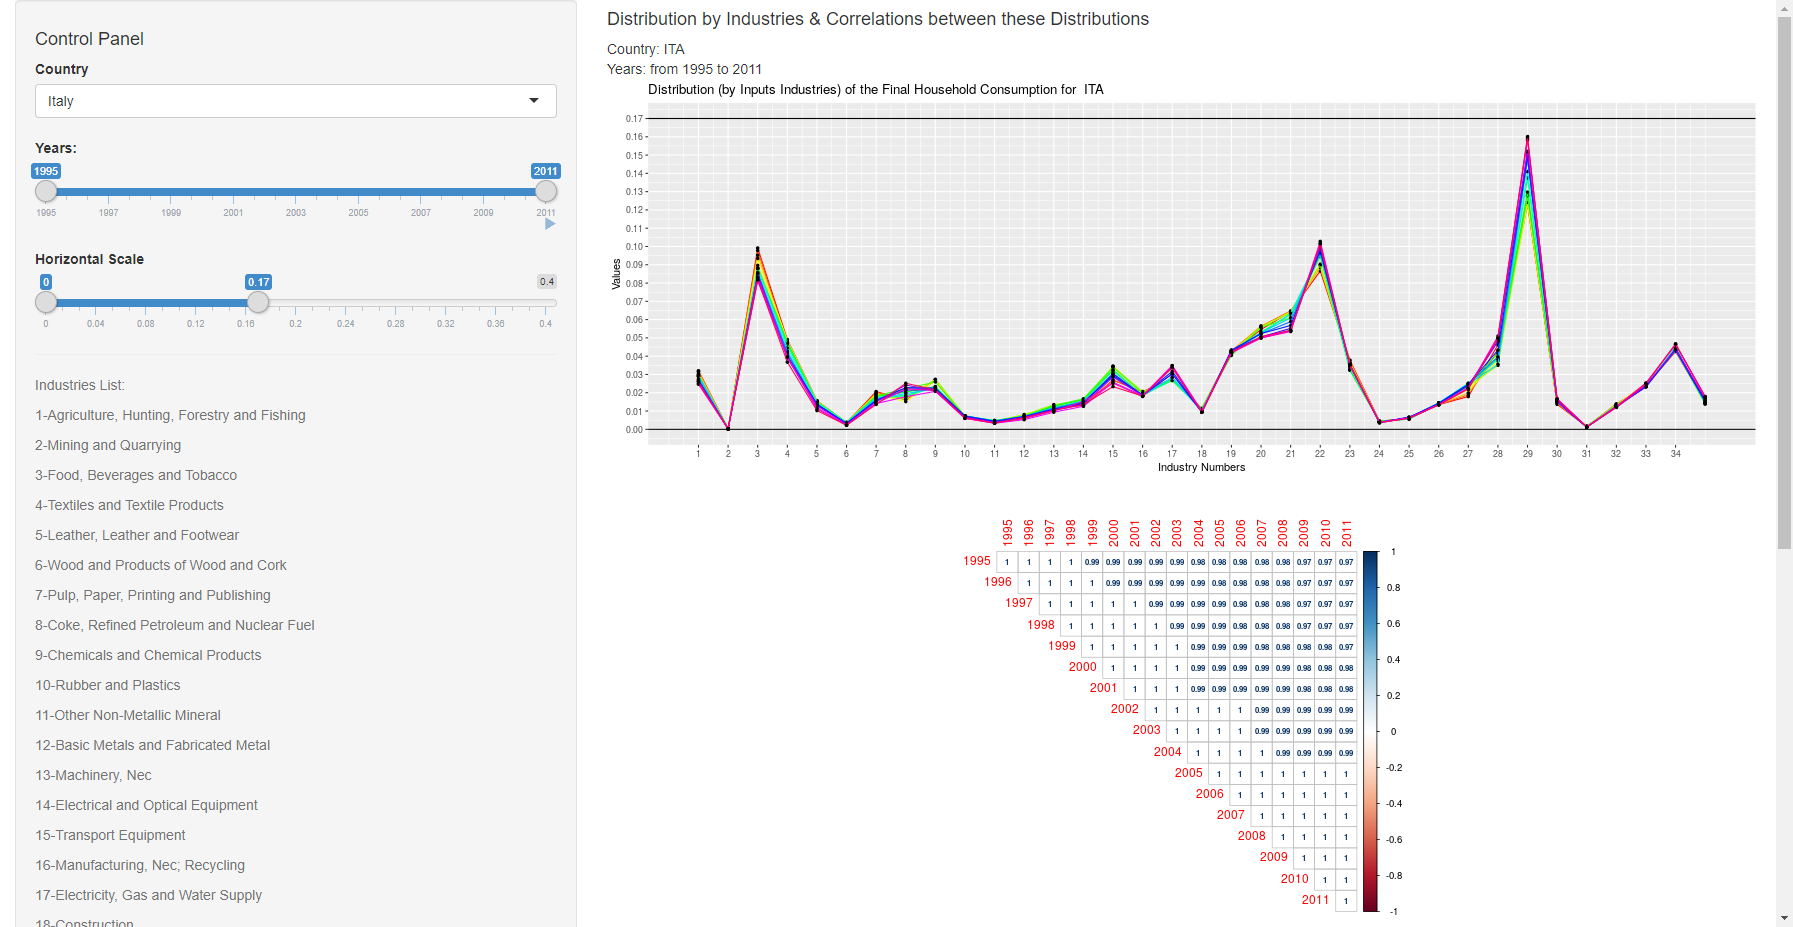 Control Panel
Country
Italy
Years:
1995 2011
1995 1997 1999 2001 2003 2005 2007 2009 2011
Horizontal Scale
0 0.17 0.4
0 0.04 0.08 0.12 0.16 0.2 0.24 0.28 0.32 0.36 0.4
Industries List:
1-Agriculture, Hunting, Forestry and Fishing
2-Mining and Quarrying
3-Food, Beverages and Tobacco
4-Textiles and Textile Products
5-Leather, Leather and Footwear
6-Wood and Products of Wood and Cork
7-Pulp, Paper, Printing and Publishing
8-Coke, Refined Petroleum and Nuclear Fuel
9-Chemicals and Chemical Products
10-Rubber and Plastics
11-Other Non-Metallic Mineral
12-Basic Metals and Fabricated Metal
13-Machinery, Nec
14-Electrical and Optical Equipment
15-Transport Equipment
16-Manufacturing, Nec; Recycling
17-Electricity, Gas and Water Supply
18-Construction
Distribution by Industries & Correlations between these Distributions
Country: ITA
Years: from 1995 to 2011
Distribution (by Inputs Industries) of the Final Household Consumption for ITA
0.17
0.16
0.15
0.14
0.13
0.12
0.11
0.10
0.09
0.08
0.07
0.06
0.05
0.04
0.03
0.02
0.01
0.00
Values
1 2 3 4 5 6 7 8 9 10 11 12 13 14 15 16 17 18 19 20 21 22 23 24 25 26 27 28 29 30 31 32 33 34
Industry Numbers
1995 1996 1997 1998 1999 2000 2001 2002 2003 2004 2005 2006 2007 2008 2009 2010 2011
1995 1 1 1 1 0.99 0.99 0.99 0.99 0.99 0.98 0.98 0.98 0.98 0.98 0.97 0.97 0.97
1996 1 1 1 1 0.99 0.99 0.99 0.99 0.99 0.99 0.98 0.98 0.98 0.97 0.97 0.97
1997 1 1 1 1 1 0.99 0.99 0.99 0.99 0.98 0.98 0.98 0.97 0.97 0.97
1998 1 1 1 1 1 0.99 0.99 0.99 0.98 0.98 0.98 0.97 0.97 0.97
1999 1 1 1 1 1 0.99 0.99 0.99 0.98 0.98 0.98 0.98 0.97
2000 1 1 1 1 0.99 0.99 0.99 0.99 0.99 0.98 0.98 0.98
2001 1 1 1 0.99 0.99 0.99 0.99 0.99 0.98 0.98 0.98
2002 1 1 1 1 1 0.99 0.99 0.99 0.99 0.99
2003 1 1 1 1 0.99 0.99 0.99 0.99 0.99
2004 1 1 1 1 0.99 0.99 0.99 0.99
2005 1 1 1 1 1 1 1
2006 1 1 1 1 1 1
2007 1 1 1 1 1
2008 1 1 1 1
2009 1 1 1
2010 1 1
2011 1
1
0.8
0.6
0.4
0.2
0
-0.2
-0.4
-0.6
-0.8
-1